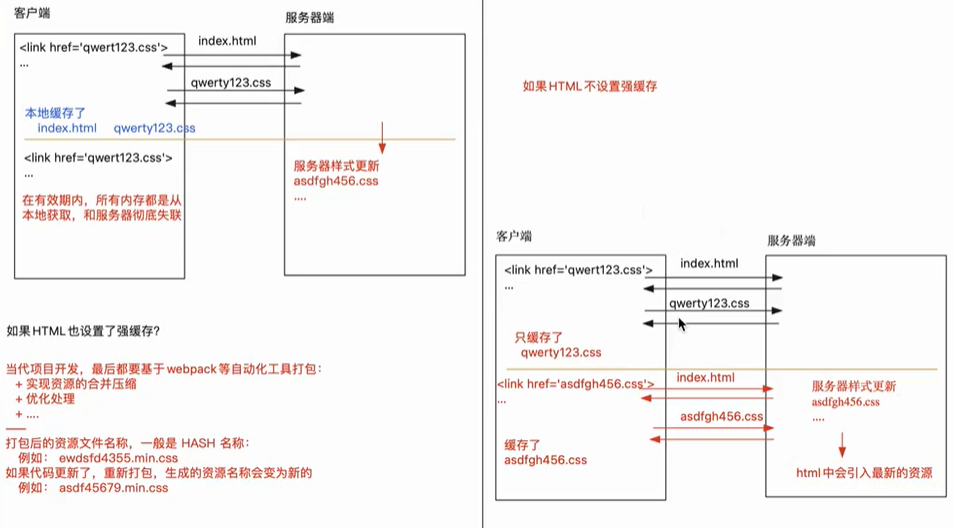 客户端
服务器端
<link href='qwert123.css'>
...
index.html
qwerty123.css
本地缓存了
index.html qwerty123.css
<link href='qwert123.css'>
...
在有效期内，所有内存都是从
本地获取，和服务器彻底失联
服务器样式更新
asdfgh456.css
....
如果HTML也设置了强缓存?
当代项目开发，最后都要基于webpack等自动化工具打包：
+ 实现资源的合并压缩
+ 优化处理
+ ....
打包后的资源文件名称，一般是 HASH 名称：
例如： ewdsfd4355.min.css
如果代码更新了，重新打包，生成的资源名称会变为新的
例如： asdf45679.min.css
如果HTML不设置强缓存
客户端
服务器端
<link href='qwert123.css'>
...
index.html
qwerty123.css
只缓存了
qwerty123.css
<link href='asdfgh456.css'>
...
index.html
asdfgh456.css
缓存了
asdfgh456.css
服务器样式更新
asdfgh456.css
....
html中会引入最新的资源